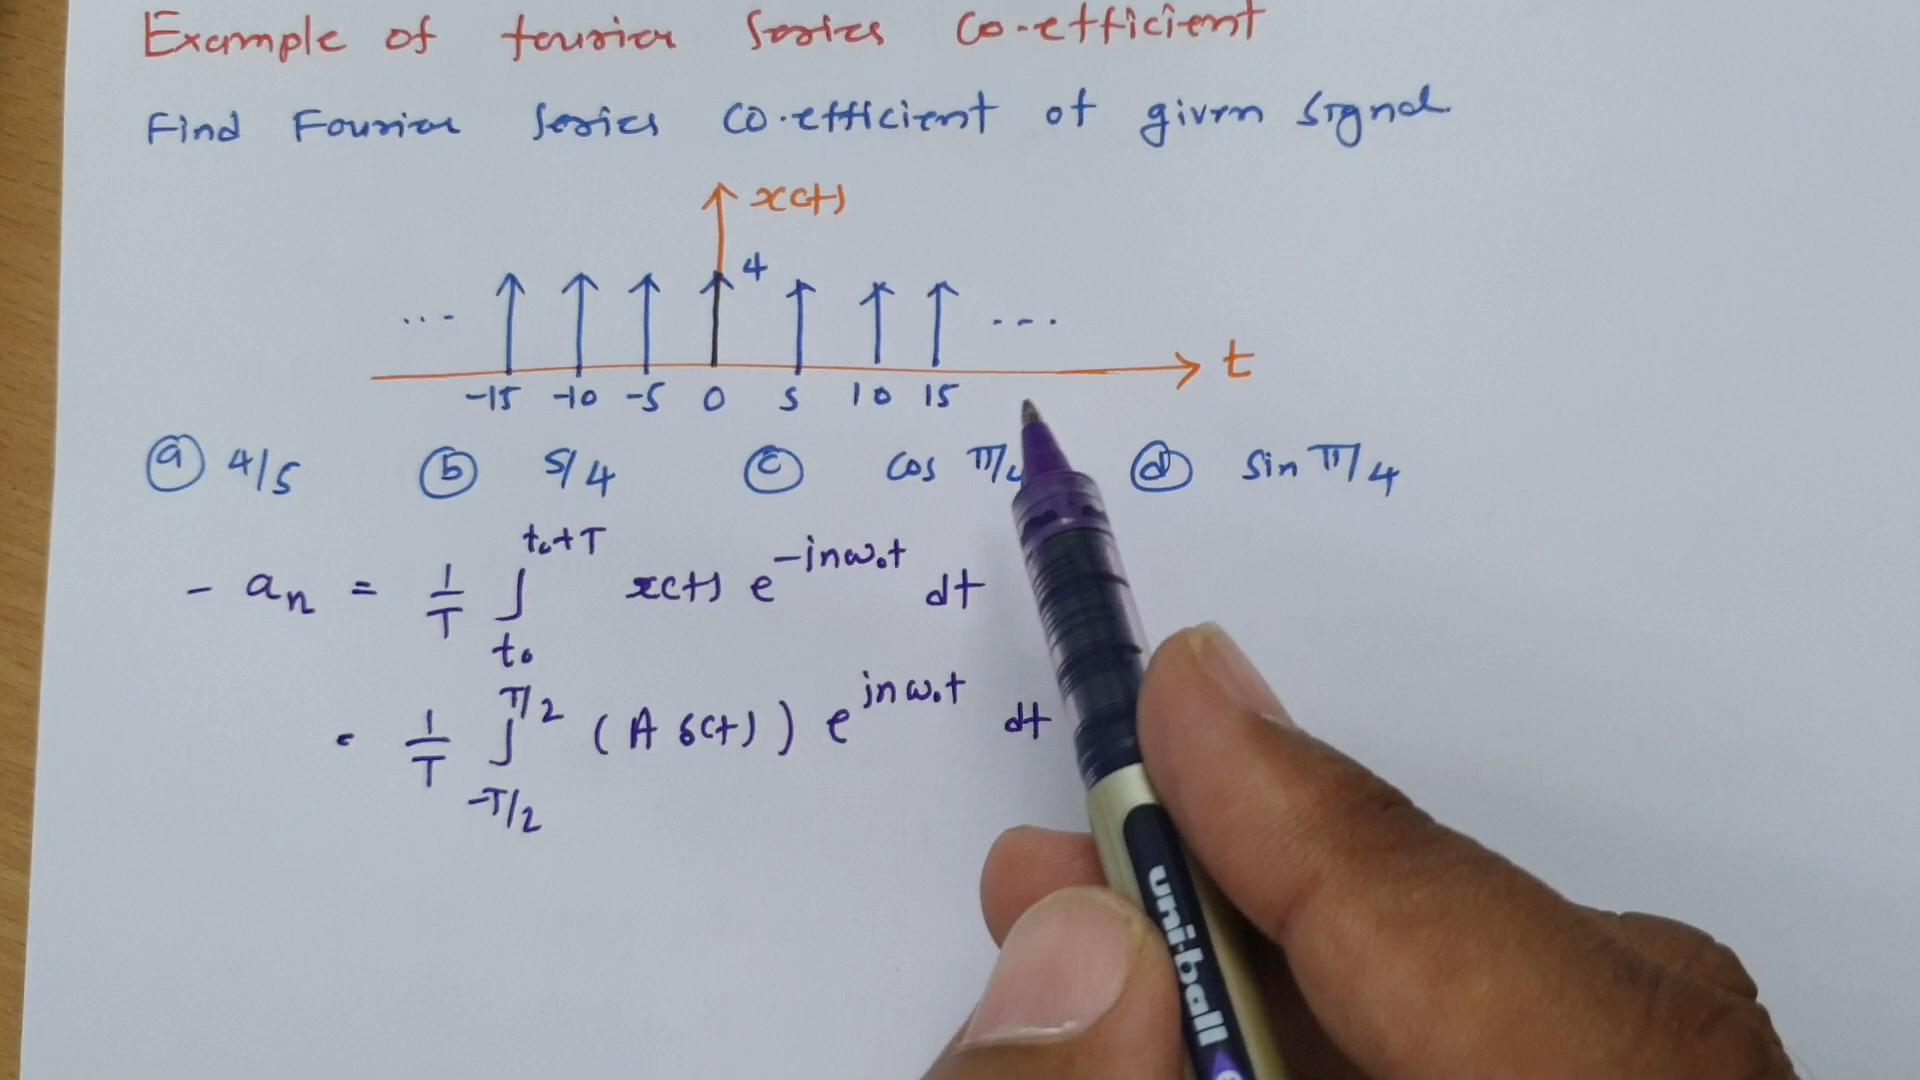 Example of fourier Series Co-efficient
Find Fourier Series co.efficient of given signal
x(t)
4
... ...
-15 -10 -5 0 5 10 15
t
(a) 4/5 (b) 5/4 (c) cos π/4 (d) sin π/4
- aₙ = 1/T ∫_{t₀}^{t₀+T} x(t) e^{-jnω₀t} dt
= 1/T ∫_{-T/2}^{T/2} (A δ(t)) e^{jnω₀t} dt
uni-ball